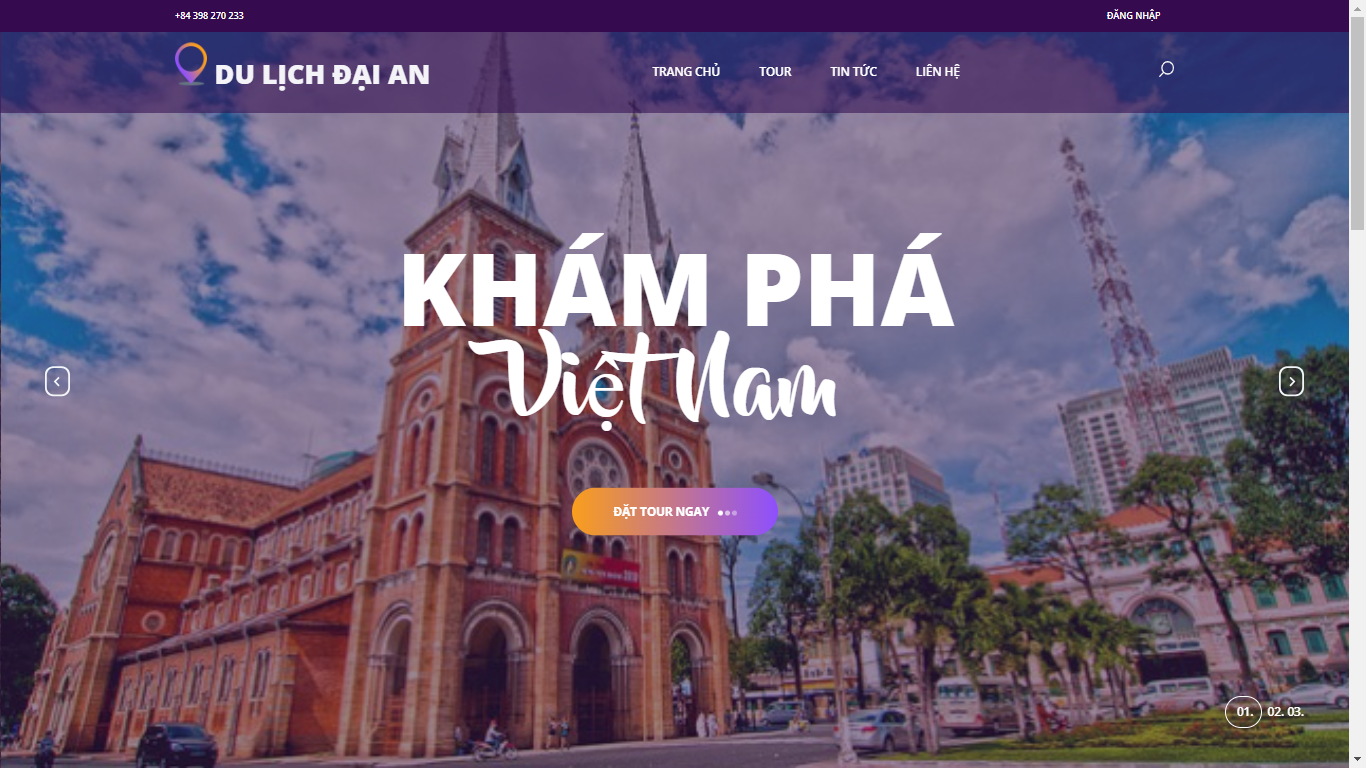 +84 398 270 233
ĐĂNG NHẬP
DU LỊCH ĐẠI AN
TRANG CHỦ
TOUR
TIN TỨC
LIÊN HỆ
KHÁM PHÁ
Việt Nam
ĐẶT TOUR NGAY
01. 02. 03.